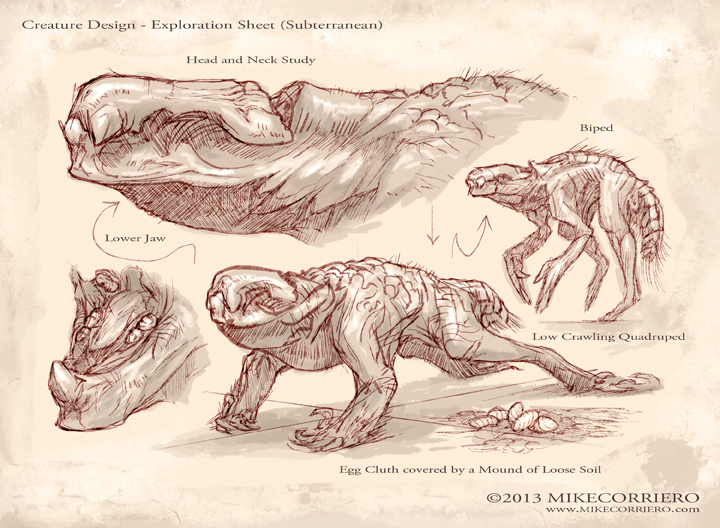 Creature Design - Exploration Sheet (Subterranean)
Head and Neck Study
Biped
Lower Jaw
Low Crawling Quadruped
Egg Cluth covered by a Mound of Loose Soil
©2013 MIKECORRIERO
www.MIKECORRIERO.com